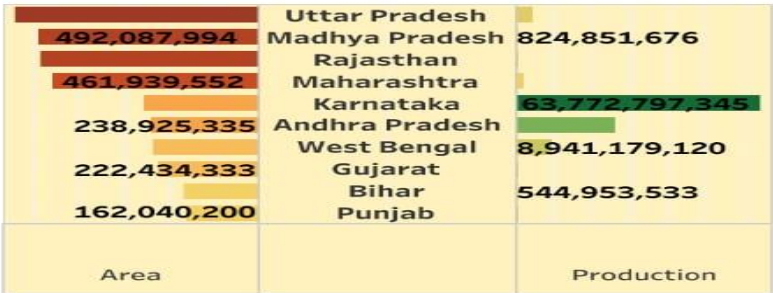 Uttar Pradesh
492,087,994 Madhya Pradesh 824,851,676
Rajasthan
461,939,552 Maharashtra
Karnataka 63,772,797,345
238,925,335 Andhra Pradesh
West Bengal 8,941,179,120
222,434,333 Gujarat
Bihar 544,953,533
162,040,200 Punjab
Area Production